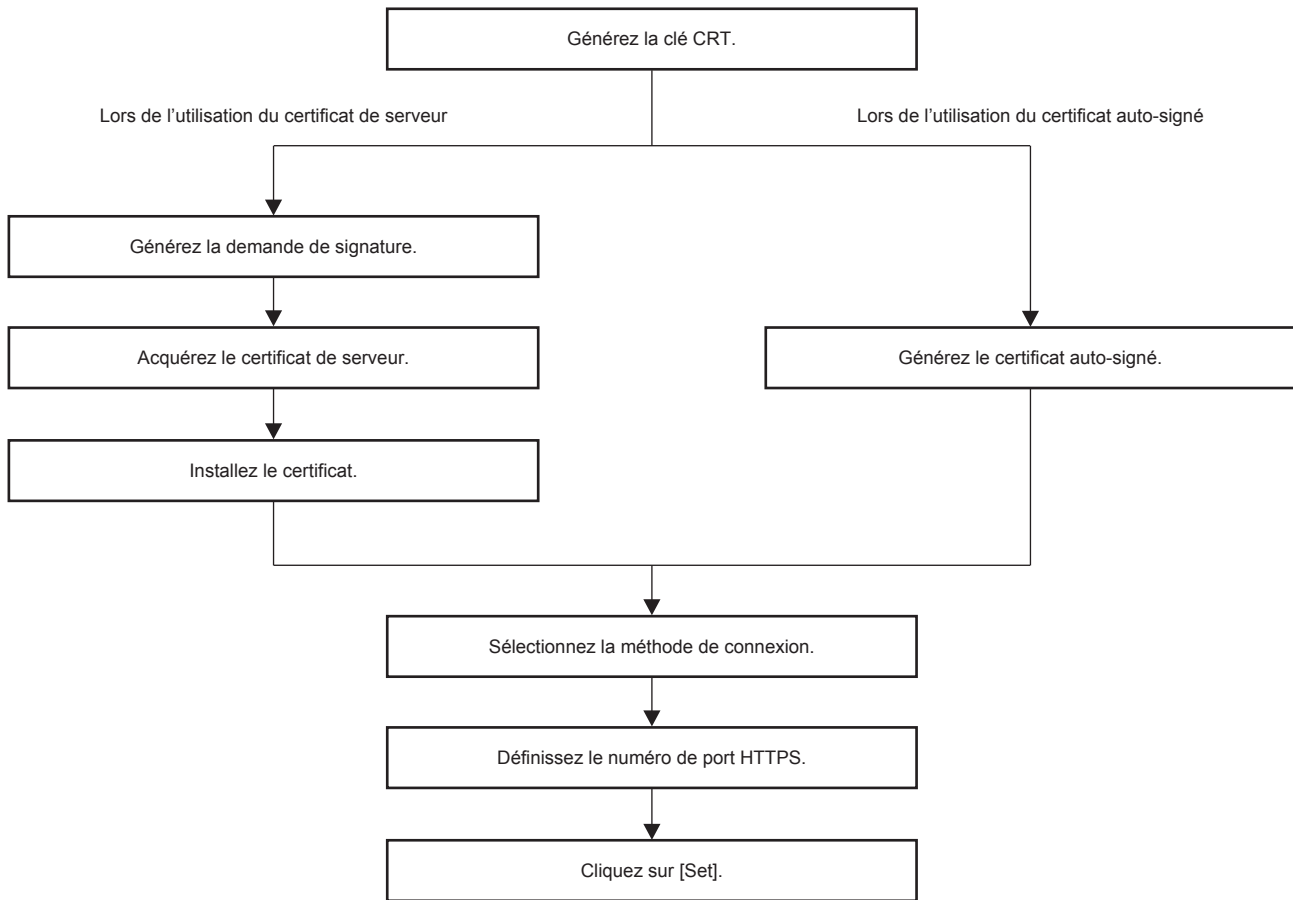 Générez la clé CRT.
Lors de l’utilisation du certificat de serveur
Lors de l’utilisation du certificat auto-signé
Générez la demande de signature.
Acquérez le certificat de serveur.
Générez le certificat auto-signé.
Installez le certificat.
Sélectionnez la méthode de connexion.
Définissez le numéro de port HTTPS.
Cliquez sur [Set].